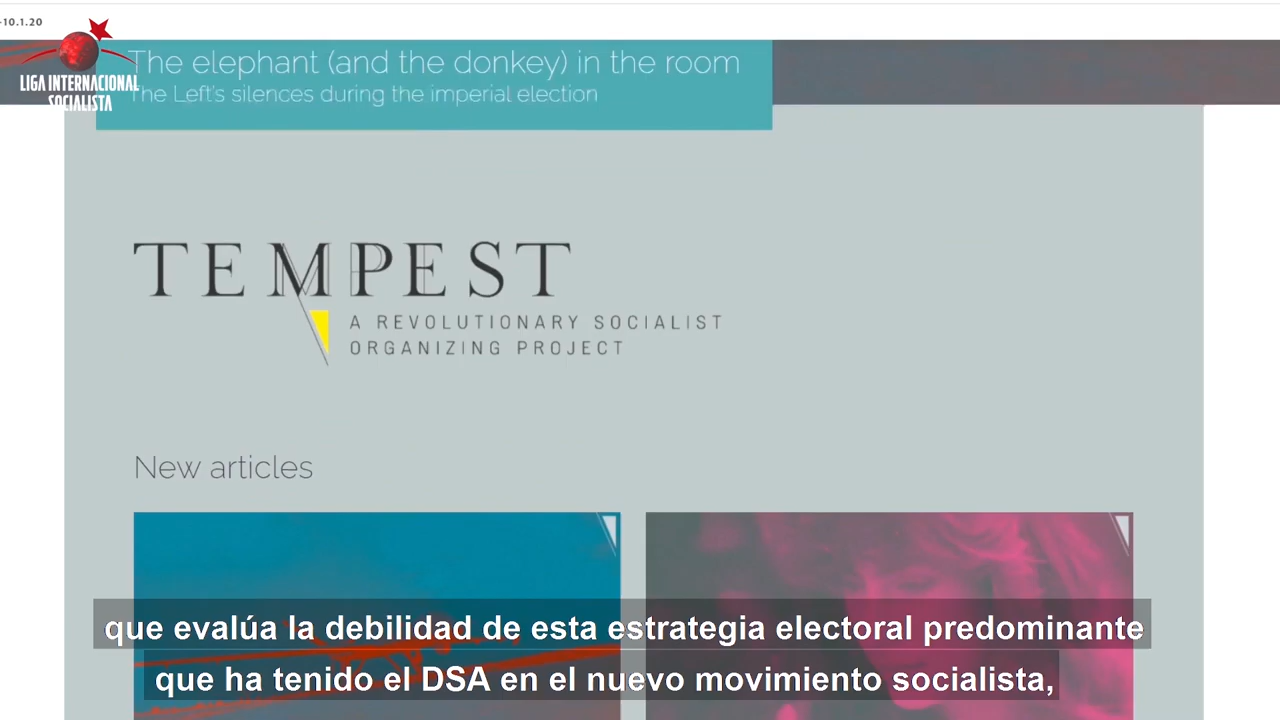 -10.1.20
LIGA INTERNACIONAL
SOCIALISTA
The elephant (and the donkey) in the room
The Left's silences during the imperial election
TEMPEST
A REVOLUTIONARY SOCIALIST
ORGANIZING PROJECT
New articles
que evalúa la debilidad de esta estrategia electoral predominante
que ha tenido el DSA en el nuevo movimiento socialista,